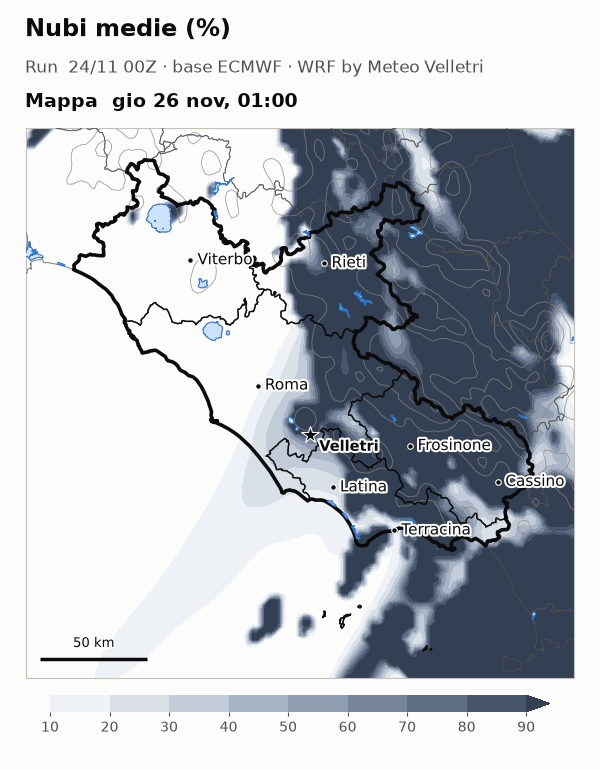 Nubi medie (%)
Run  24/11 00Z · base ECMWF · WRF by Meteo Velletri
Mappa  gio 26 nov, 01:00
Viterbo
Rieti
Roma
Velletri
Frosinone
Latina
Cassino
Terracina
50 km
10 20 30 40 50 60 70 80 90